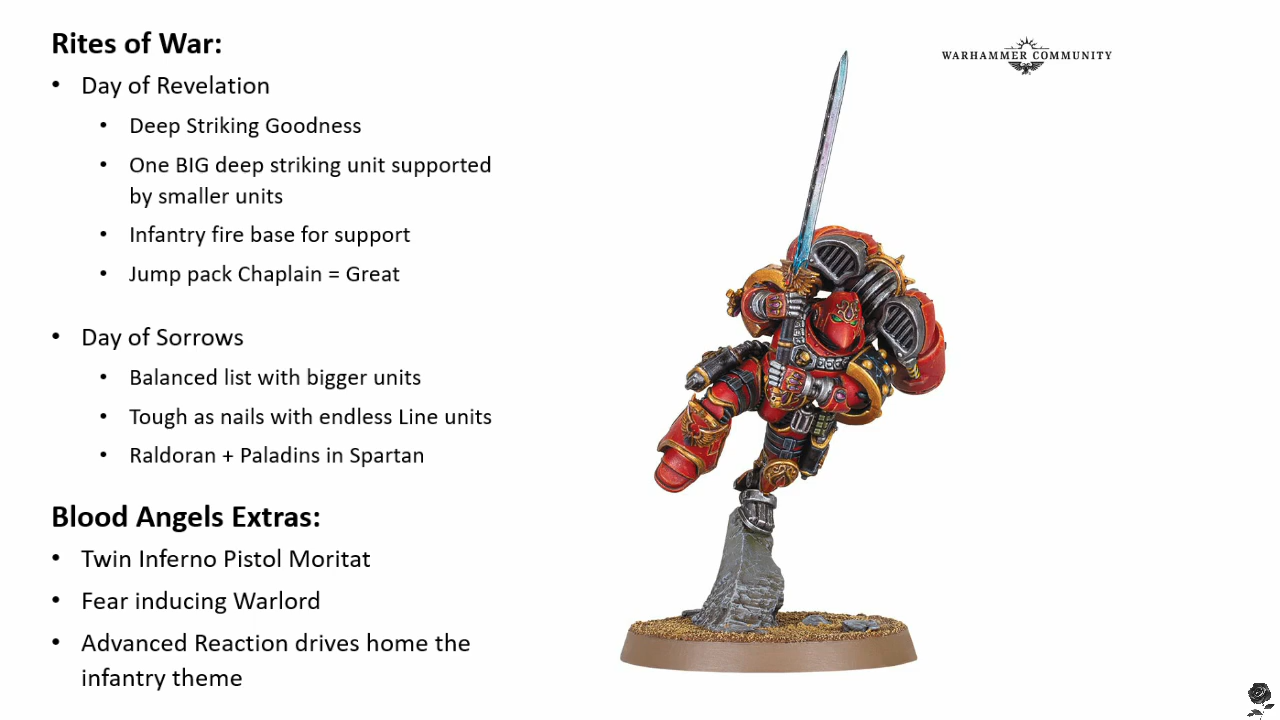 Rites of War:
• Day of Revelation
• Deep Striking Goodness
• One BIG deep striking unit supported
by smaller units
• Infantry fire base for support
• Jump pack Chaplain = Great
• Day of Sorrows
• Balanced list with bigger units
• Tough as nails with endless Line units
• Raldoran + Paladins in Spartan
Blood Angels Extras:
• Twin Inferno Pistol Moritat
• Fear inducing Warlord
• Advanced Reaction drives home the
infantry theme
WARHAMMER COMMUNITY